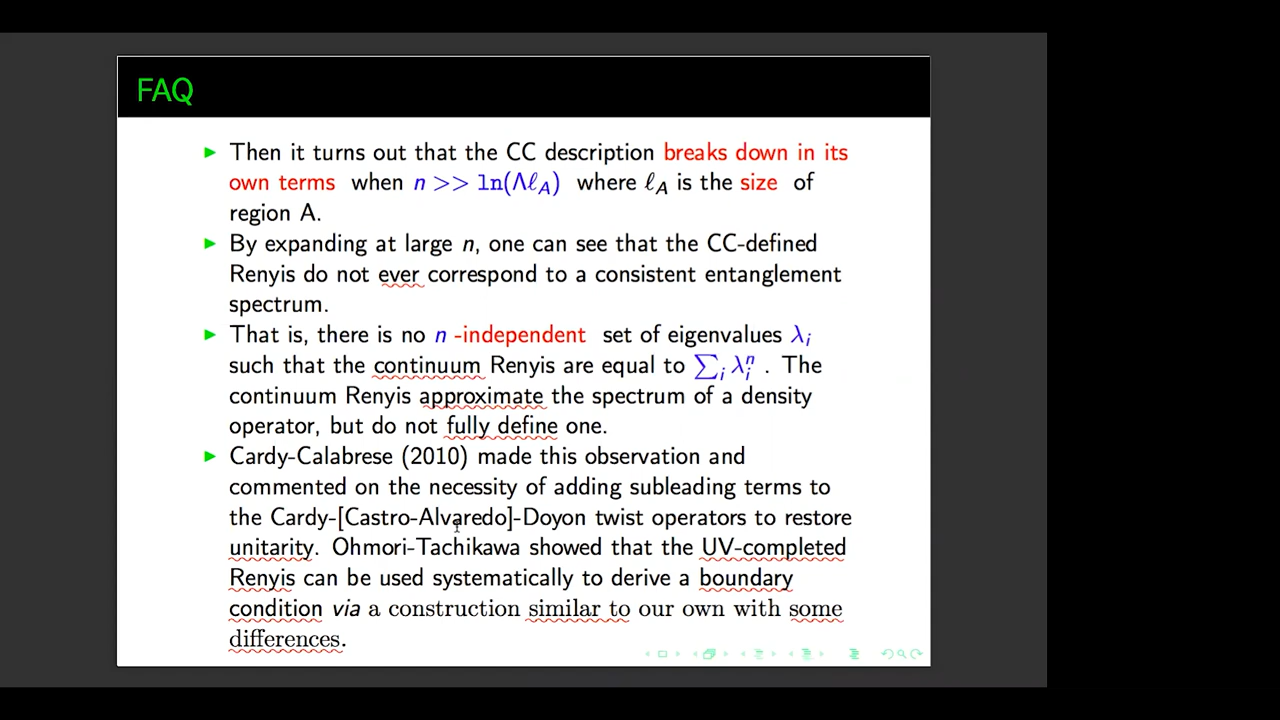 FAQ
Then it turns out that the CC description breaks down in its
own terms when n >> ln(Λℓ_A) where ℓ_A is the size of
region A.
By expanding at large n, one can see that the CC-defined
Renyis do not ever correspond to a consistent entanglement
spectrum.
That is, there is no n -independent set of eigenvalues λ_i
such that the continuum Renyis are equal to ∑_i λ_i^n . The
continuum Renyis approximate the spectrum of a density
operator, but do not fully define one.
Cardy-Calabrese (2010) made this observation and
commented on the necessity of adding subleading terms to
the Cardy-[Castro-Alvaredo]-Doyon twist operators to restore
unitarity. Ohmori-Tachikawa showed that the UV-completed
Renyis can be used systematically to derive a boundary
condition via a construction similar to our own with some
differences.